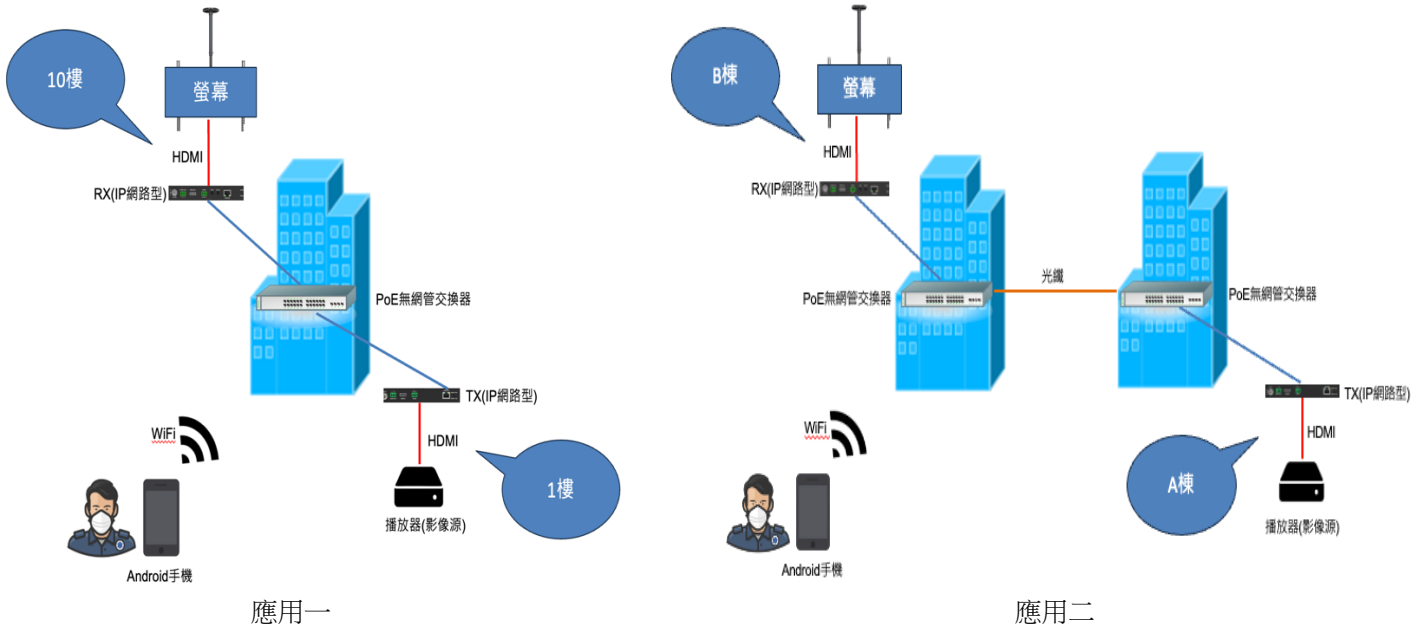 10樓
螢幕
HDMI
RX(IP網路型)
PoE無網管交換器
TX(IP網路型)
WiFi
HDMI
1樓
播放器(影像源)
Android手機
應用一
B棟
螢幕
HDMI
RX(IP網路型)
光纖
PoE無網管交換器
PoE無網管交換器
TX(IP網路型)
WiFi
HDMI
A棟
播放器(影像源)
Android手機
應用二